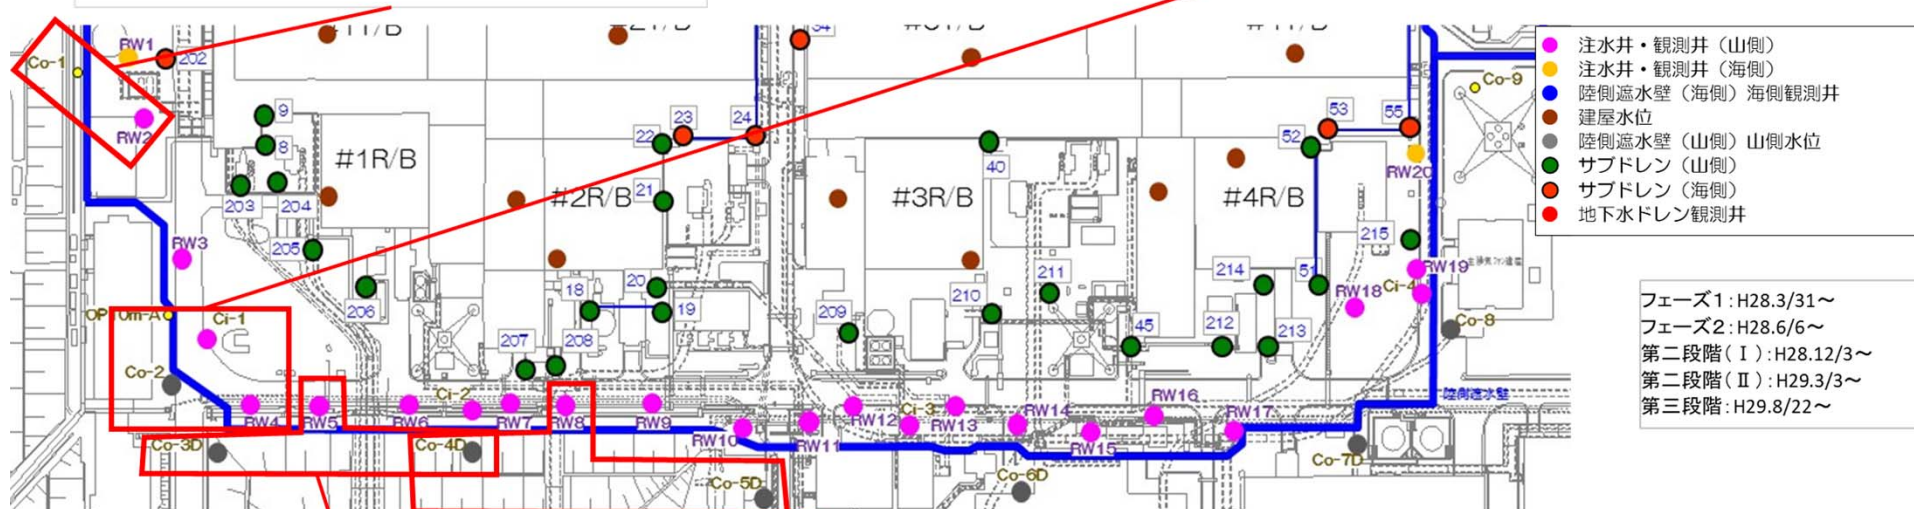 RW1
202
Co-1
RW2
9
8
203
204
205
206
#1R/B
RW3
Om-A
Ci-1
Co-2
22
23
24
21
#2R/B
20
18
19
207
208
Ci-2
RW4
RW5
RW6
RW7
RW8
RW9
RW10
Co-3D
Co-4D
Co-5D
40
#3R/B
211
210
209
45
RW11
RW12
Ci-3
RW13
RW14
RW15
RW16
RW17
Co-6D
Co-7D
53
55
52
RW20
#4R/B
215
214
51
212
213
RW19
Ci-4
RW18
Co-8
Co-9
陸側遮水壁
注水井・観測井（山側）
注水井・観測井（海側）
陸側遮水壁（海側）海側観測井
建屋水位
陸側遮水壁（山側）山側水位
サブドレン（山側）
サブドレン（海側）
地下水ドレン観測井
フェーズ１：H28.3/31～
フェーズ２：H28.6/6～
第二段階（Ⅰ）：H28.12/3～
第二段階（Ⅱ）：H29.3/3～
第三段階：H29.8/22～